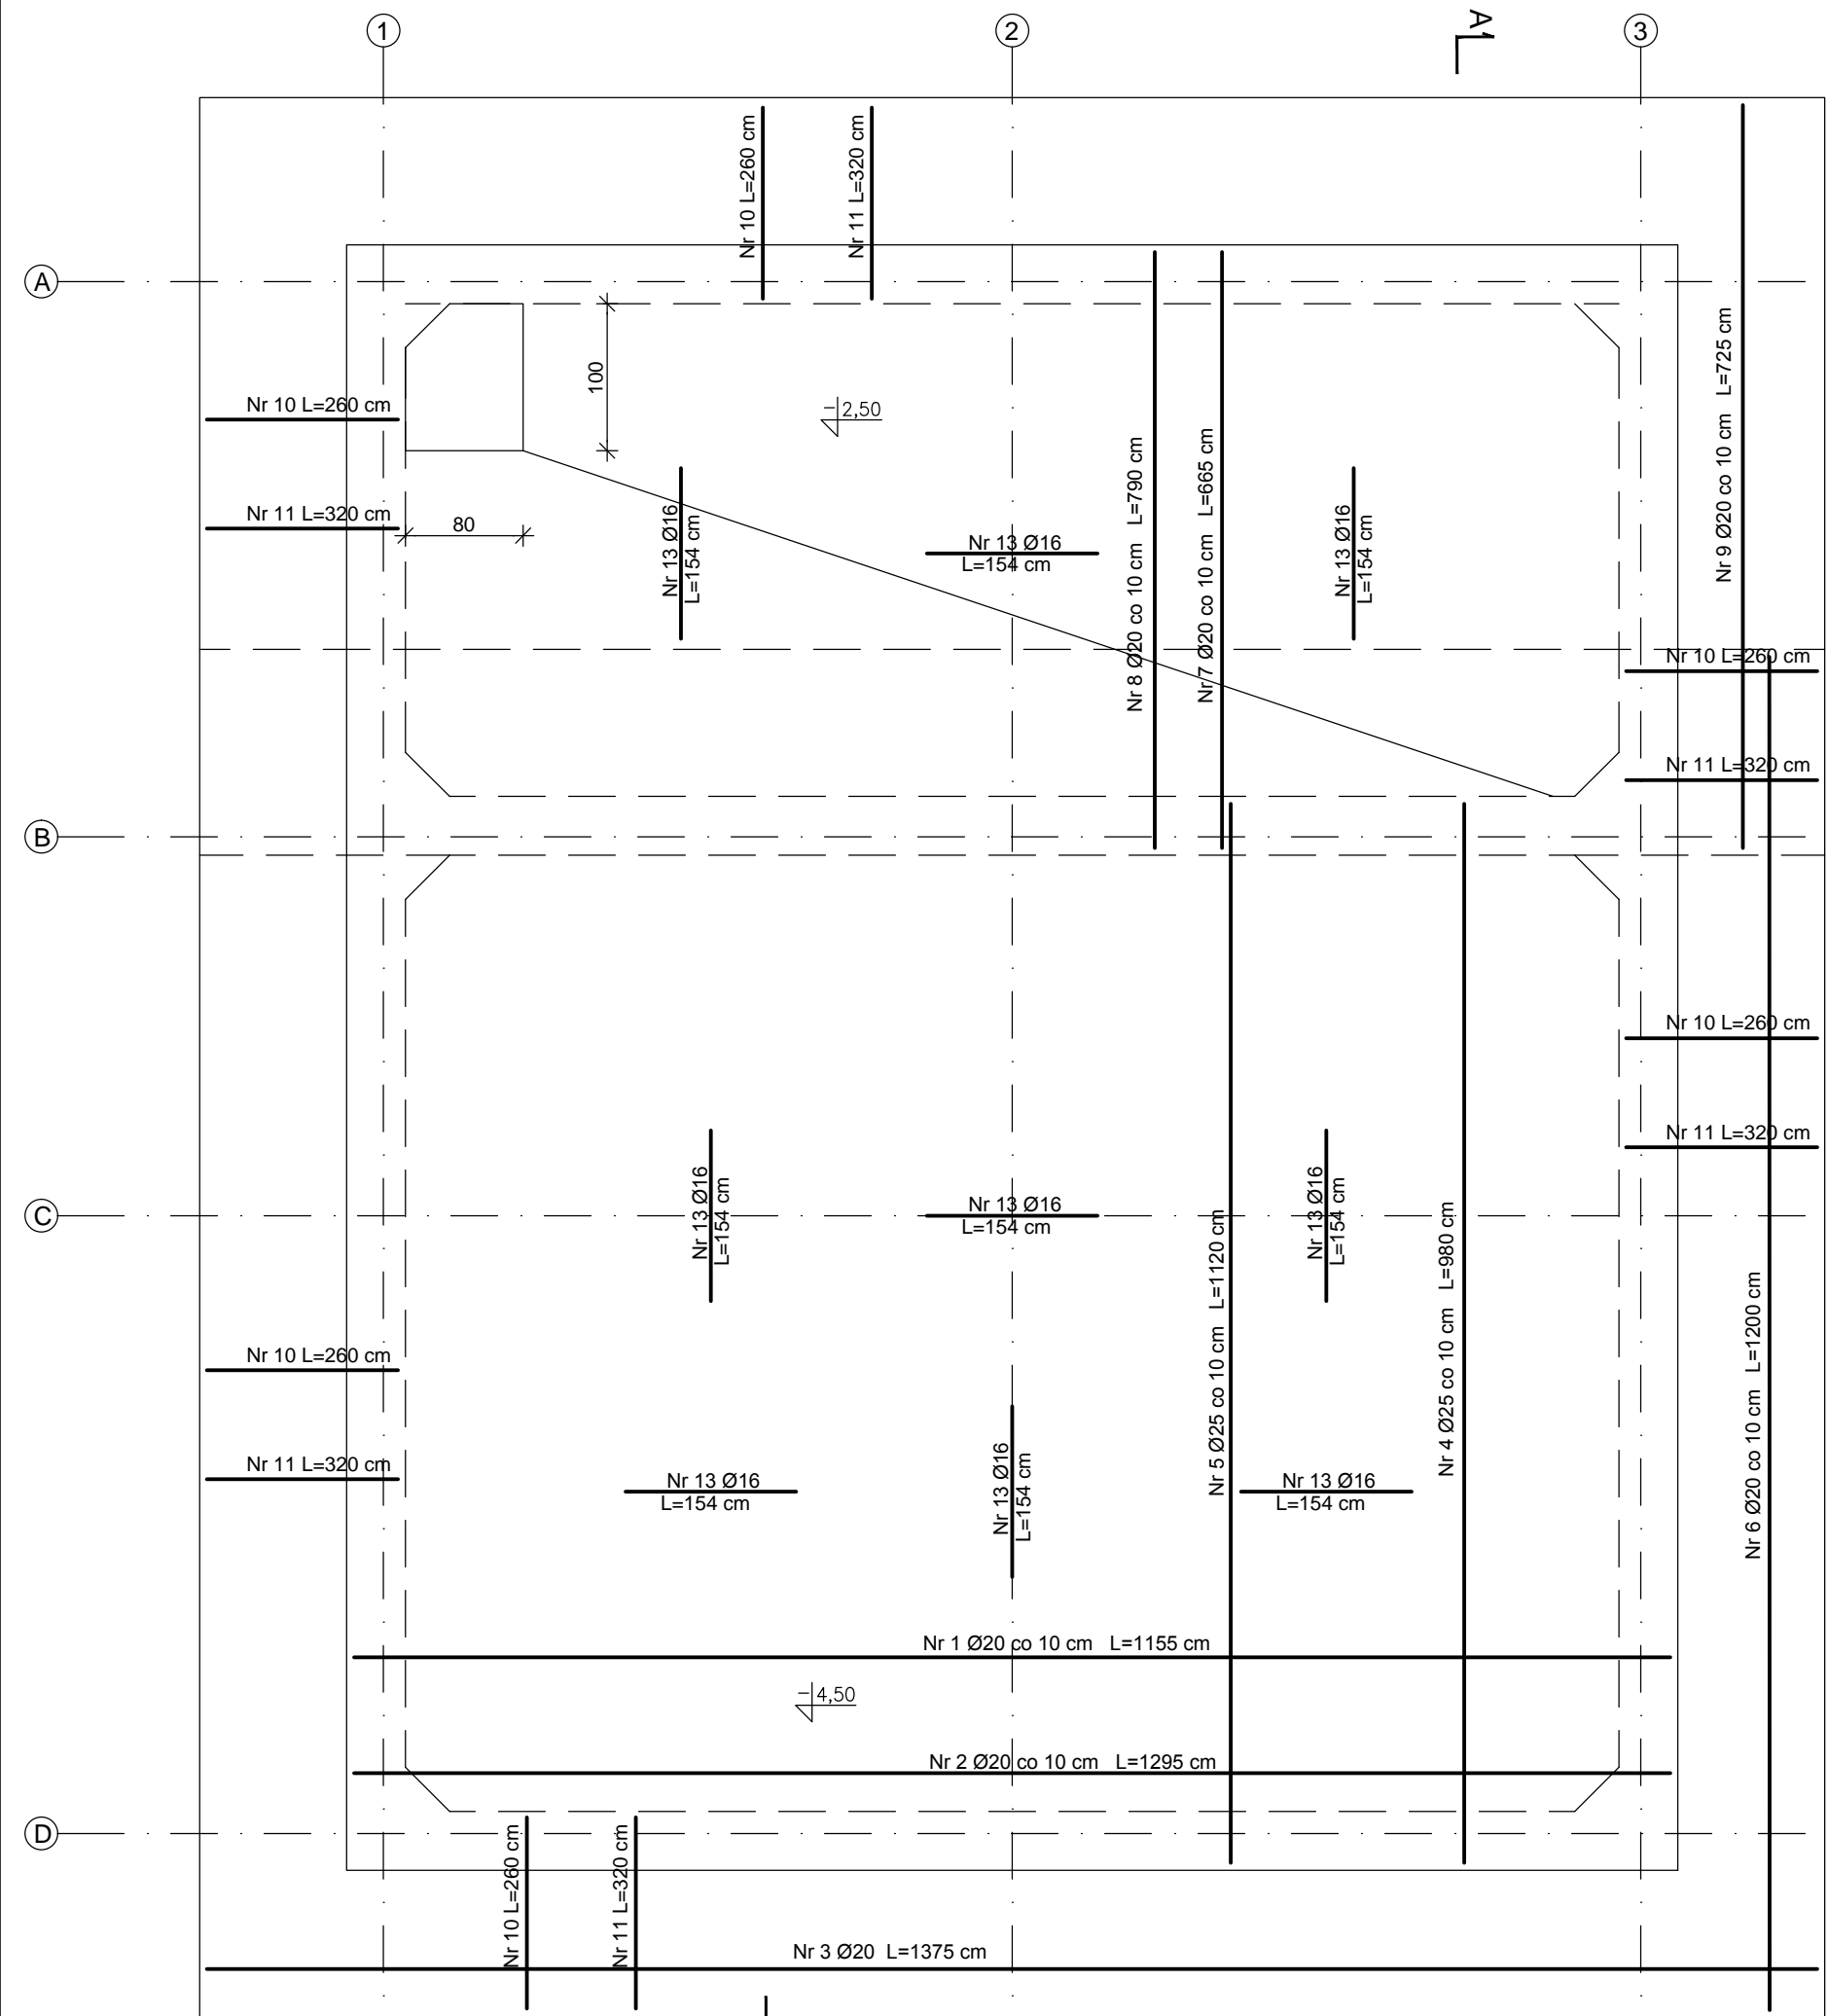 1
2
3
A
Nr 10 L=260 cm
Nr 11 L=320 cm
A
100
-2,50
Nr 10 L=260 cm
Nr 11 L=320 cm
80
Nr 13 Ø16
L=154 cm
Nr 13 Ø16
L=154 cm
Nr 8 Ø20 co 10 cm L=790 cm
Nr 7 Ø20 co 10 cm L=665 cm
Nr 13 Ø16
L=154 cm
Nr 9 Ø20 co 10 cm L=725 cm
Nr 10 L=260 cm
Nr 11 L=320 cm
B
Nr 10 L=260 cm
Nr 11 L=320 cm
C
Nr 13 Ø16
L=154 cm
Nr 13 Ø16
L=154 cm
Nr 5 Ø25 co 10 cm L=1120 cm
Nr 13 Ø16
L=154 cm
Nr 4 Ø25 co 10 cm L=980 cm
Nr 6 Ø20 co 10 cm L=1200 cm
Nr 10 L=260 cm
Nr 11 L=320 cm
Nr 13 Ø16
L=154 cm
Nr 13 Ø16
L=154 cm
Nr 13 Ø16
L=154 cm
Nr 1 Ø20 co 10 cm L=1155 cm
-4,50
Nr 2 Ø20 co 10 cm L=1295 cm
D
Nr 10 L=260 cm
Nr 11 L=320 cm
Nr 3 Ø20 L=1375 cm